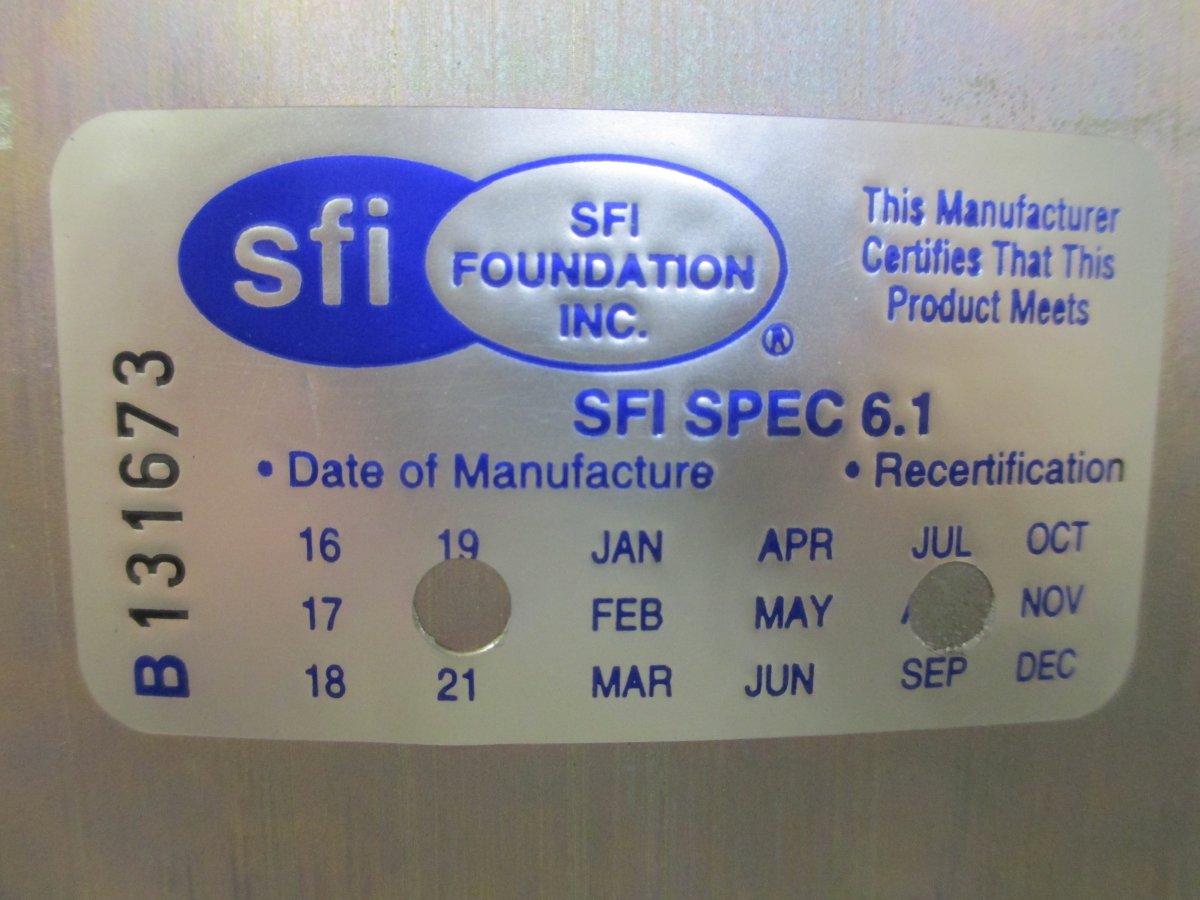 sfi
SFI
FOUNDATION
INC.
®
This Manufacturer
Certifies That This
Product Meets
SFI SPEC 6.1
• Date of Manufacture • Recertification
16 19 JAN APR JUL OCT
17 FEB MAY NOV
18 21 MAR JUN SEP DEC
B 131673